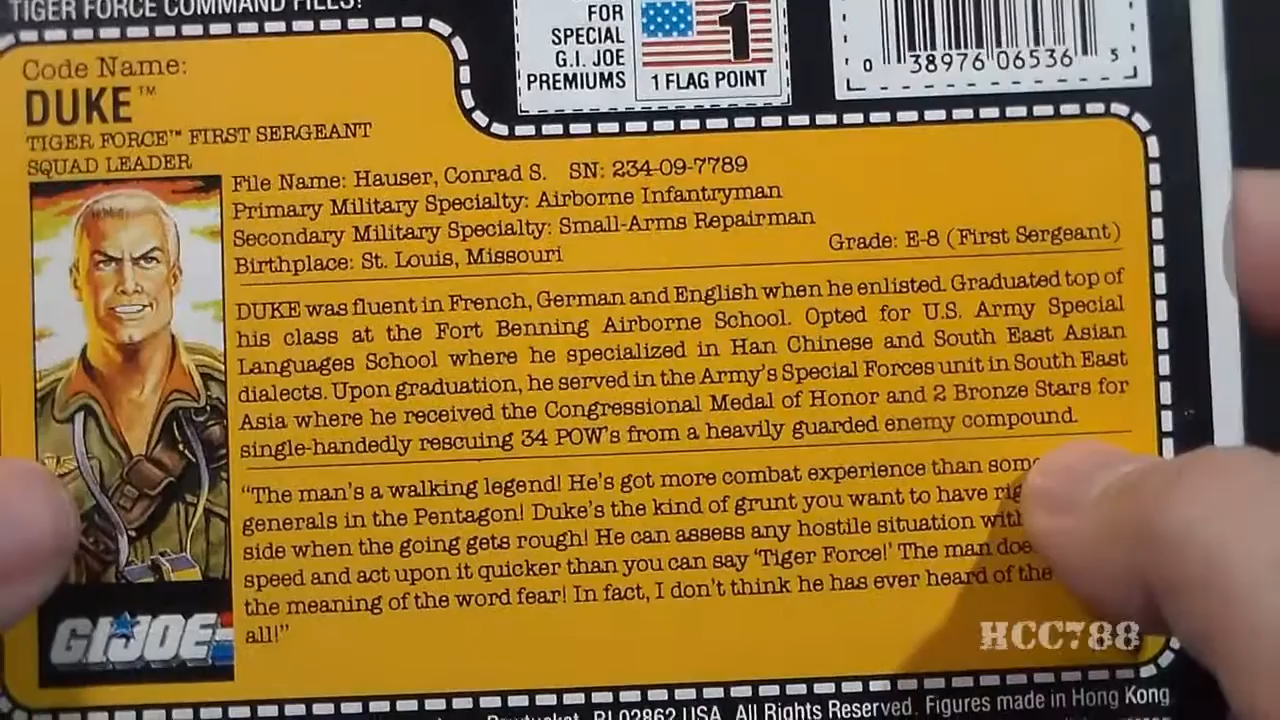 TIGER FORCE COMMAND FILES!
FOR
SPECIAL
G.I. JOE
PREMIUMS
1
1 FLAG POINT
0 38976 06536 5
Code Name:
DUKE™
TIGER FORCE™ FIRST SERGEANT
SQUAD LEADER
File Name: Hauser, Conrad S. SN: 234-09-7789
Primary Military Specialty: Airborne Infantryman
Secondary Military Specialty: Small-Arms Repairman
Birthplace: St. Louis, Missouri
Grade: E-8 (First Sergeant)
DUKE was fluent in French, German and English when he enlisted. Graduated top of
his class at the Fort Benning Airborne School. Opted for U.S. Army Special
Languages School where he specialized in Han Chinese and South East Asian
dialects. Upon graduation, he served in the Army's Special Forces unit in South East
Asia where he received the Congressional Medal of Honor and 2 Bronze Stars for
single-handedly rescuing 34 POW's from a heavily guarded enemy compound.
"The man's a walking legend! He's got more combat experience than
generals in the Pentagon! Duke's the kind of grunt you want to have
side when the going gets rough! He can assess any hostile situation
speed and act upon it quicker than you can say 'Tiger Force!' The man
the meaning of the word fear! In fact, I don't think he has ever heard of the
all!"
GI JOE
HCC788
RI 02862 USA. All Rights Reserved. Figures made in Hong Kong